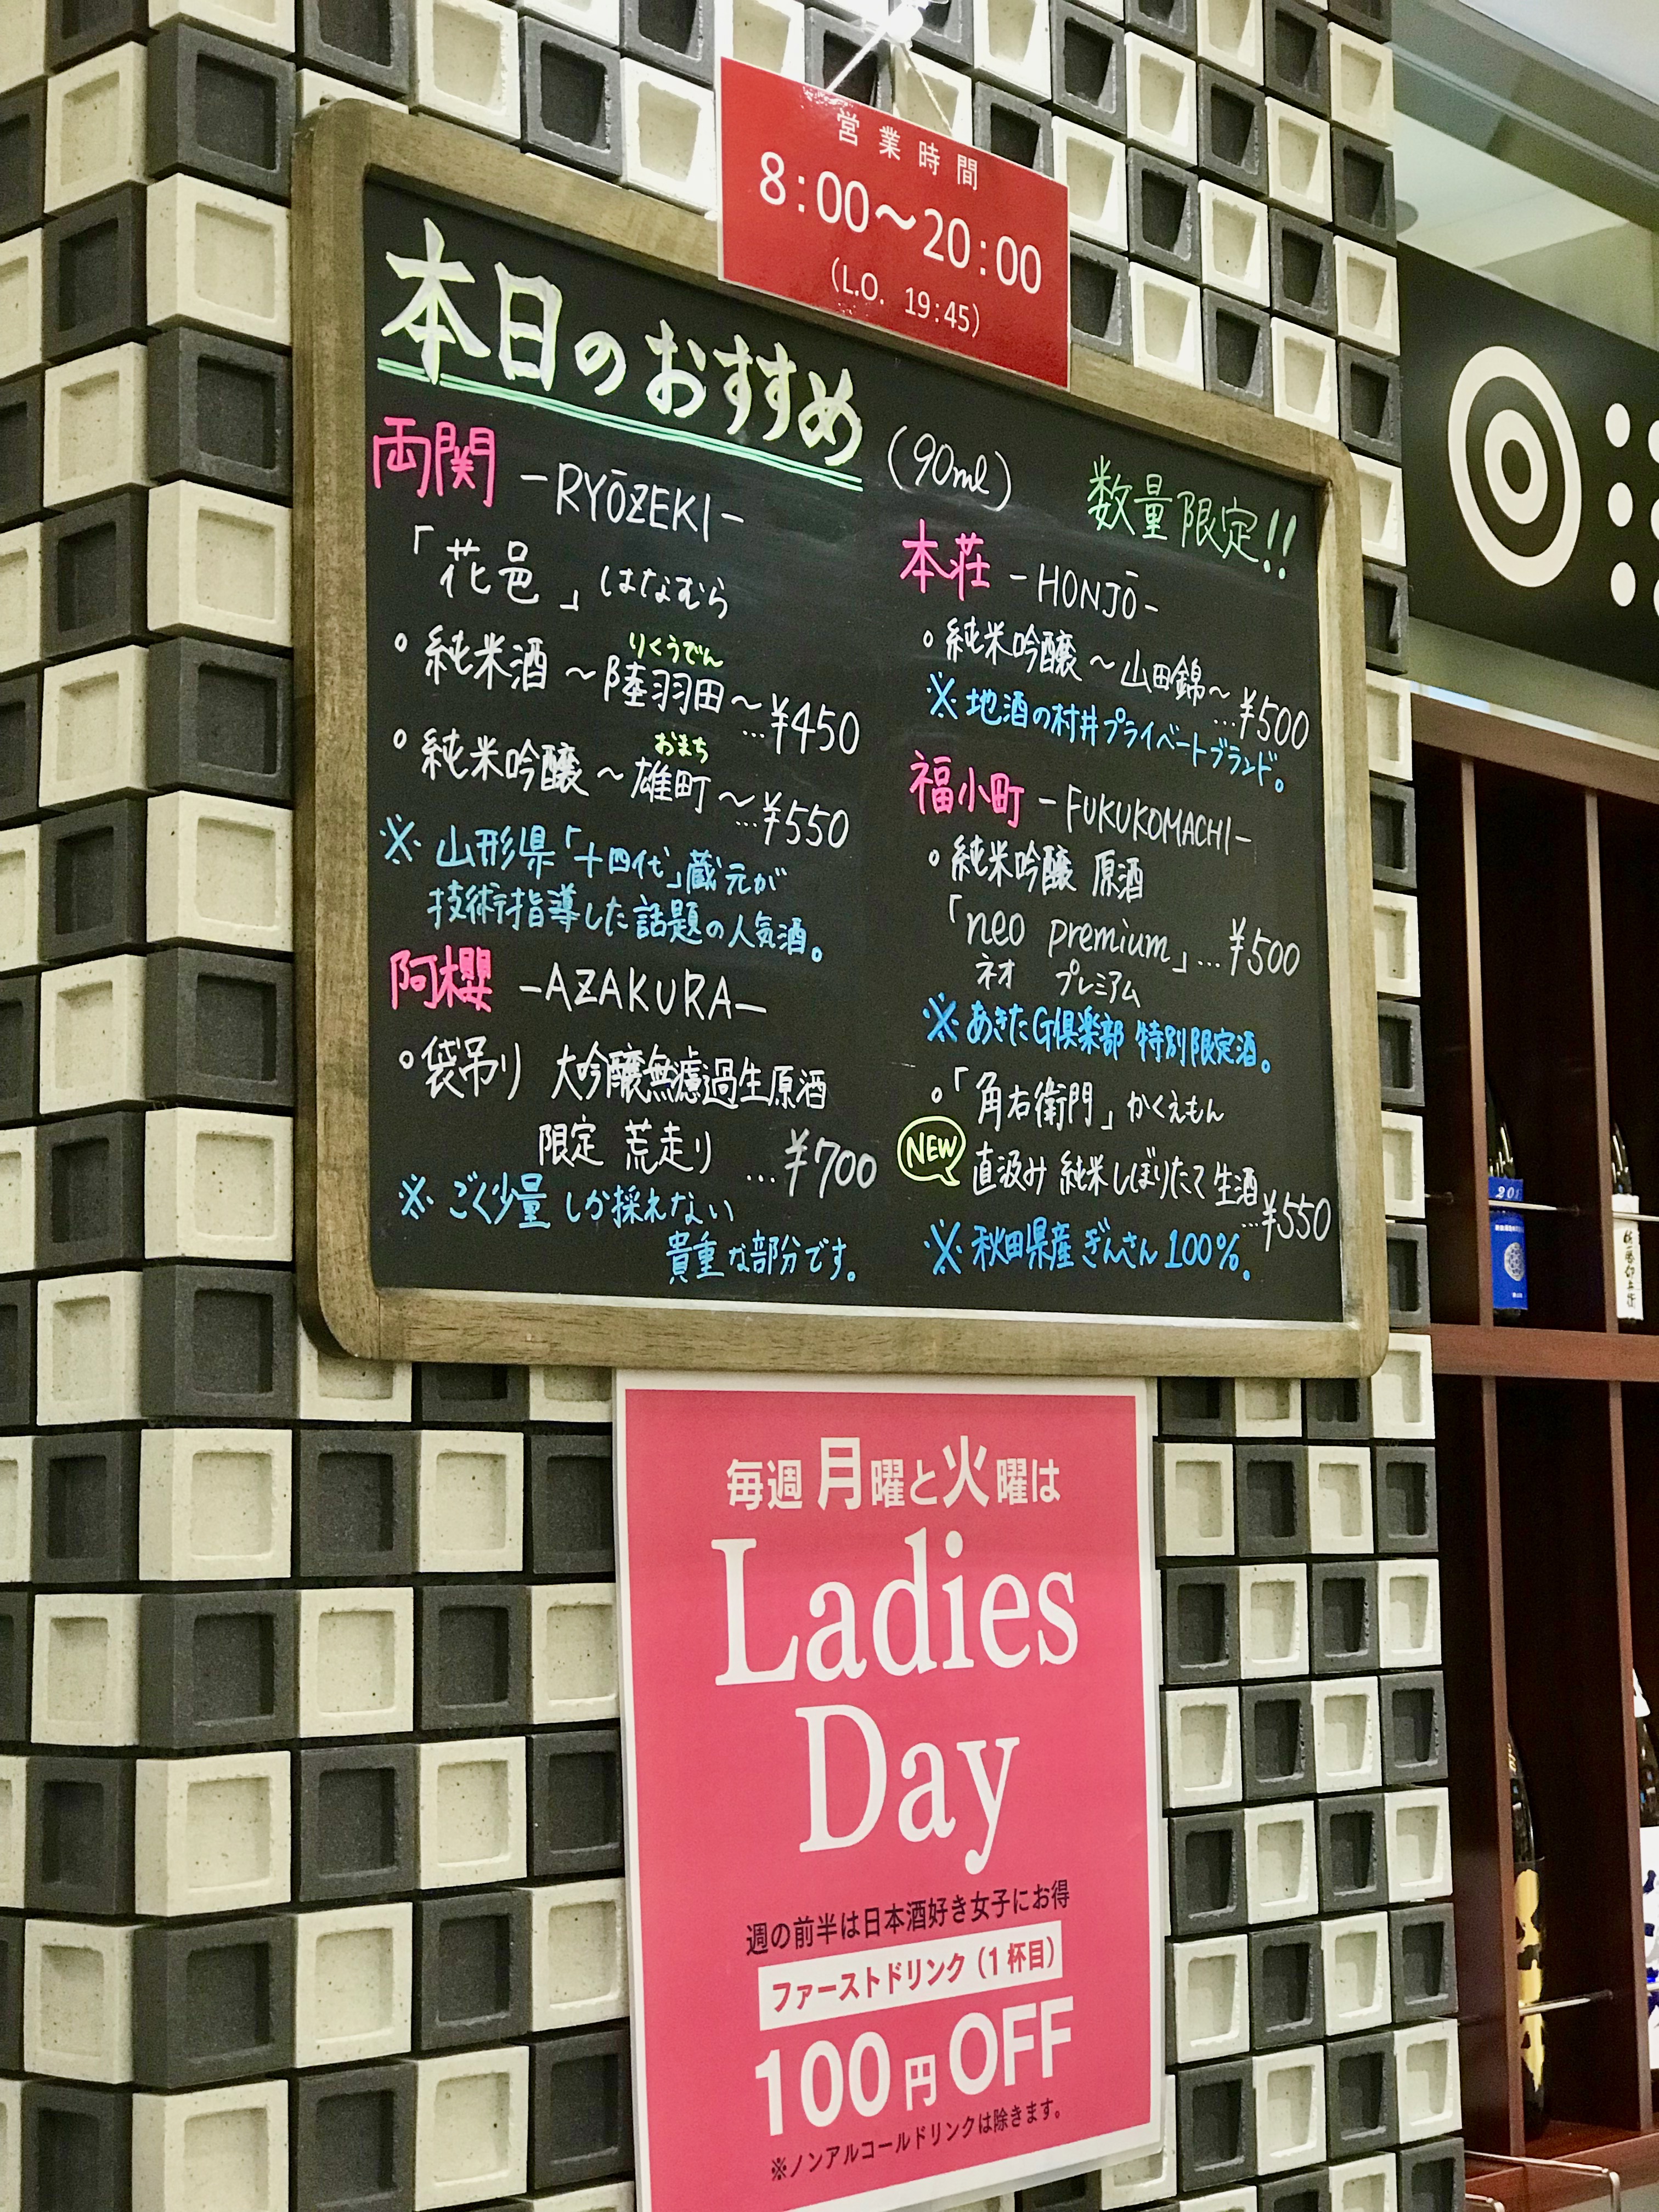 営業時間
8:00～20:00
(L.O. 19:45)
本日のおすすめ (90ml)
数量限定!!
両関 -RYŌZEKI-
「花邑」はなむら
○純米酒 ～陸羽田～ …¥450
りくうでん
○純米吟醸 ～雄町～ …¥550
おまち
※山形県「十四代」蔵元が
技術指導した話題の人気酒。
阿櫻 -AZAKURA-
○袋吊り 大吟醸無濾過生原酒
限定 荒走り …¥700
※ごく少量しか採れない
貴重な部分です。
本荘 -HONJŌ-
○純米吟醸 ～山田錦～ …¥500
※地酒の村井プライベートブランド。
福小町 -FUKUKOMACHI-
○純米吟醸 原酒
「neo premium」…¥500
ネオ プレミアム
※あきたG倶楽部 特別限定酒。
○「角右衛門」かくえもん
NEW 直汲み 純米しぼりたて生酒 …¥550
※秋田県産ぎんさん100%。
毎週月曜と火曜は
Ladies
Day
週の前半は日本酒好き女子にお得
ファーストドリンク（1杯目）
100円OFF
※ノンアルコールドリンクは除きます。